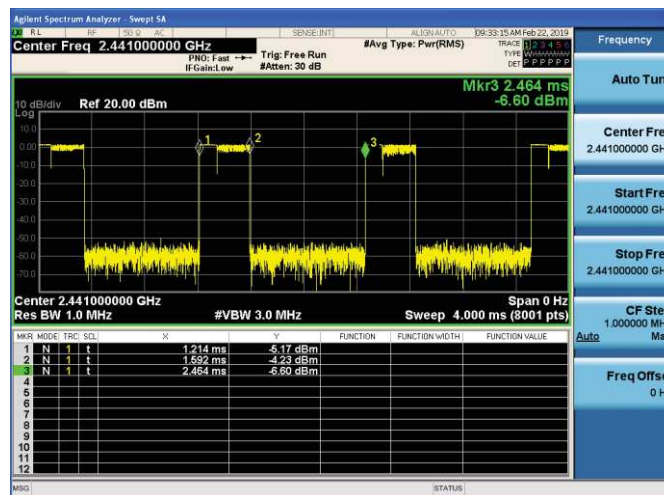 Agilent Spectrum Analyzer - Swept SA
RL RF 50 Ω AC SENSE:INT ALIGN AUTO 09:33:15 AM Feb 22, 2019
Center Freq 2.441000000 GHz #Avg Type: Pwr(RMS) TRACE 1 2 3 4 5 6
PNO: Fast Trig: Free Run TYPE
IFGain:Low #Atten: 30 dB DET P P P P P P
Mkr3 2.464 ms
10 dB/div Ref 20.00 dBm -6.60 dBm
Log
10.0
0.00
-10.0
-20.0
-30.0
-40.0
-50.0
-60.0
-70.0
1
2
3
Center 2.441000000 GHz Span 0 Hz
Res BW 1.0 MHz #VBW 3.0 MHz Sweep 4.000 ms (8001 pts)
MKR MODE TRC SCL X Y FUNCTION FUNCTION WIDTH FUNCTION VALUE
1 N 1 t 1.214 ms -5.17 dBm
2 N 1 t 1.592 ms -4.23 dBm
3 N 1 t 2.464 ms -6.60 dBm
4
5
6
7
8
9
10
11
12
MSG STATUS
Frequency
Auto Tun
Center Fre
2.441000000 GH
Start Fre
2.441000000 GH
Stop Fre
2.441000000 GH
CF Ste
1.000000 MH
Auto Ma
Freq Offse
0 H